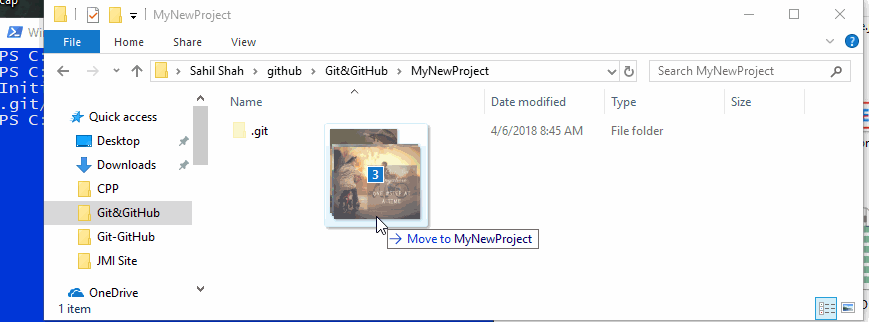 cap
MyNewProject
Win
File Home Share View
PS C:
PS C:
Initi
.git/
PS C:
Sahil Shah > github > Git&GitHub > MyNewProject
Search MyNewProject
Name Date modified Type Size
Quick access
Desktop
Downloads
CPP
Git&GitHub
Git-GitHub
JMI Site
OneDrive
.git 4/6/2018 8:45 AM File folder
3
Move to MyNewProject
1 item